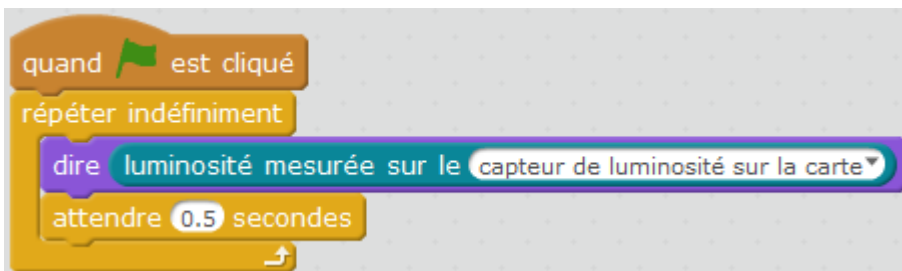 quand est cliqué
répéter indéfiniment
dire luminosité mesurée sur le capteur de luminosité sur la carte
attendre 0.5 secondes